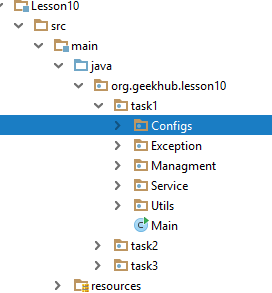 Lesson10
src
main
java
org.geekhub.lesson10
task1
Configs
Exception
Managment
Service
Utils
Main
task2
task3
resources